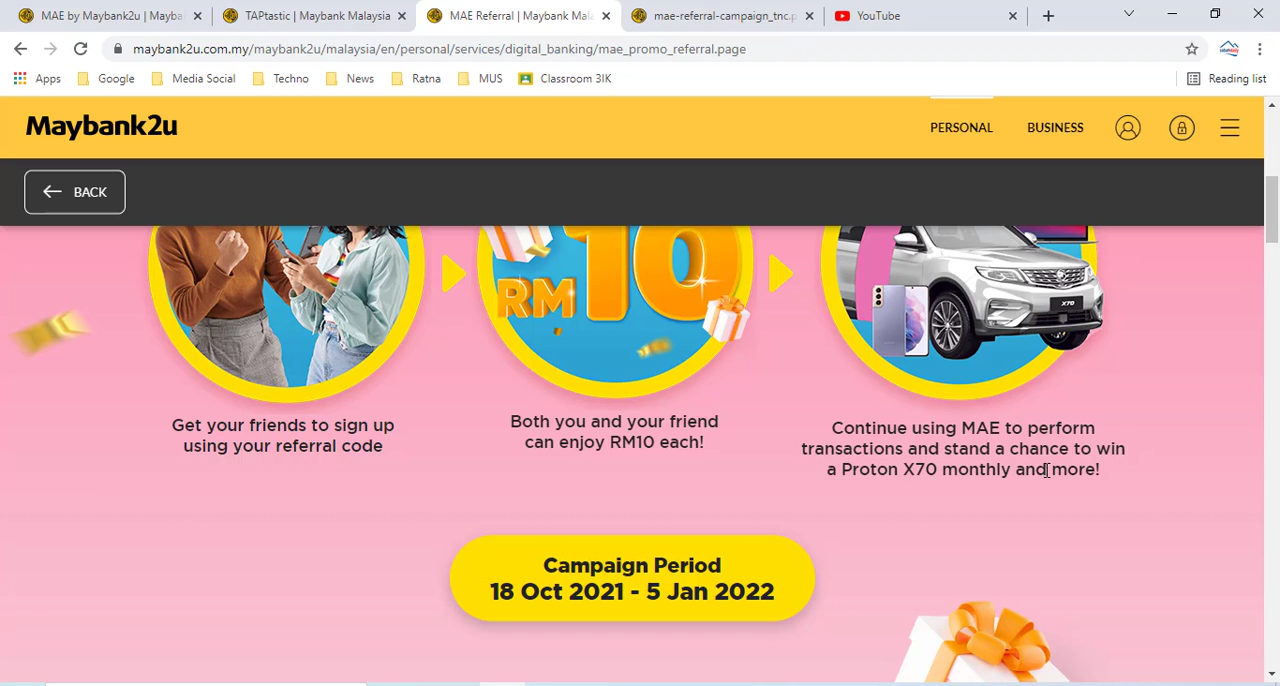 MAE by Maybank2u | Mayba
TAPtastic | Maybank Malaysia
MAE Referral | Maybank Mala
mae-referral-campaign_tnc.p
YouTube
maybank2u.com.my/maybank2u/malaysia/en/personal/services/digital_banking/mae_promo_referral.page
Apps
Google
Media Social
Techno
News
Ratna
MUS
Classroom 3IK
Reading list
Maybank2u
PERSONAL
BUSINESS
BACK
RM10
X70
Get your friends to sign up
using your referral code
Both you and your friend
can enjoy RM10 each!
Continue using MAE to perform
transactions and stand a chance to win
a Proton X70 monthly and more!
Campaign Period
18 Oct 2021 - 5 Jan 2022